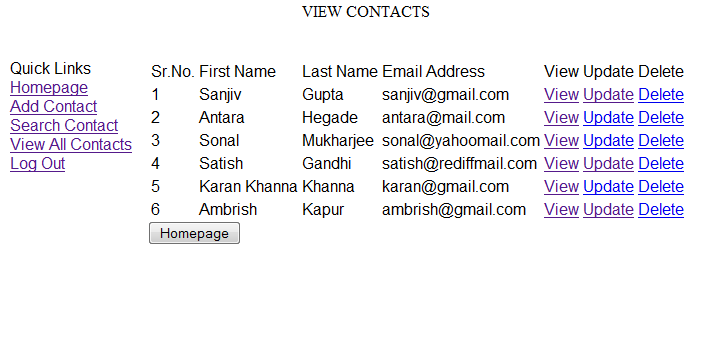 VIEW CONTACTS
Quick Links
Homepage
Add Contact
Search Contact
View All Contacts
Log Out
Sr.No. First Name Last Name Email Address View Update Delete
1 Sanjiv Gupta sanjiv@gmail.com View Update Delete
2 Antara Hegade antara@mail.com View Update Delete
3 Sonal Mukharjee sonal@yahoomail.com View Update Delete
4 Satish Gandhi satish@rediffmail.com View Update Delete
5 Karan Khanna Khanna karan@gmail.com View Update Delete
6 Ambrish Kapur ambrish@gmail.com View Update Delete
Homepage